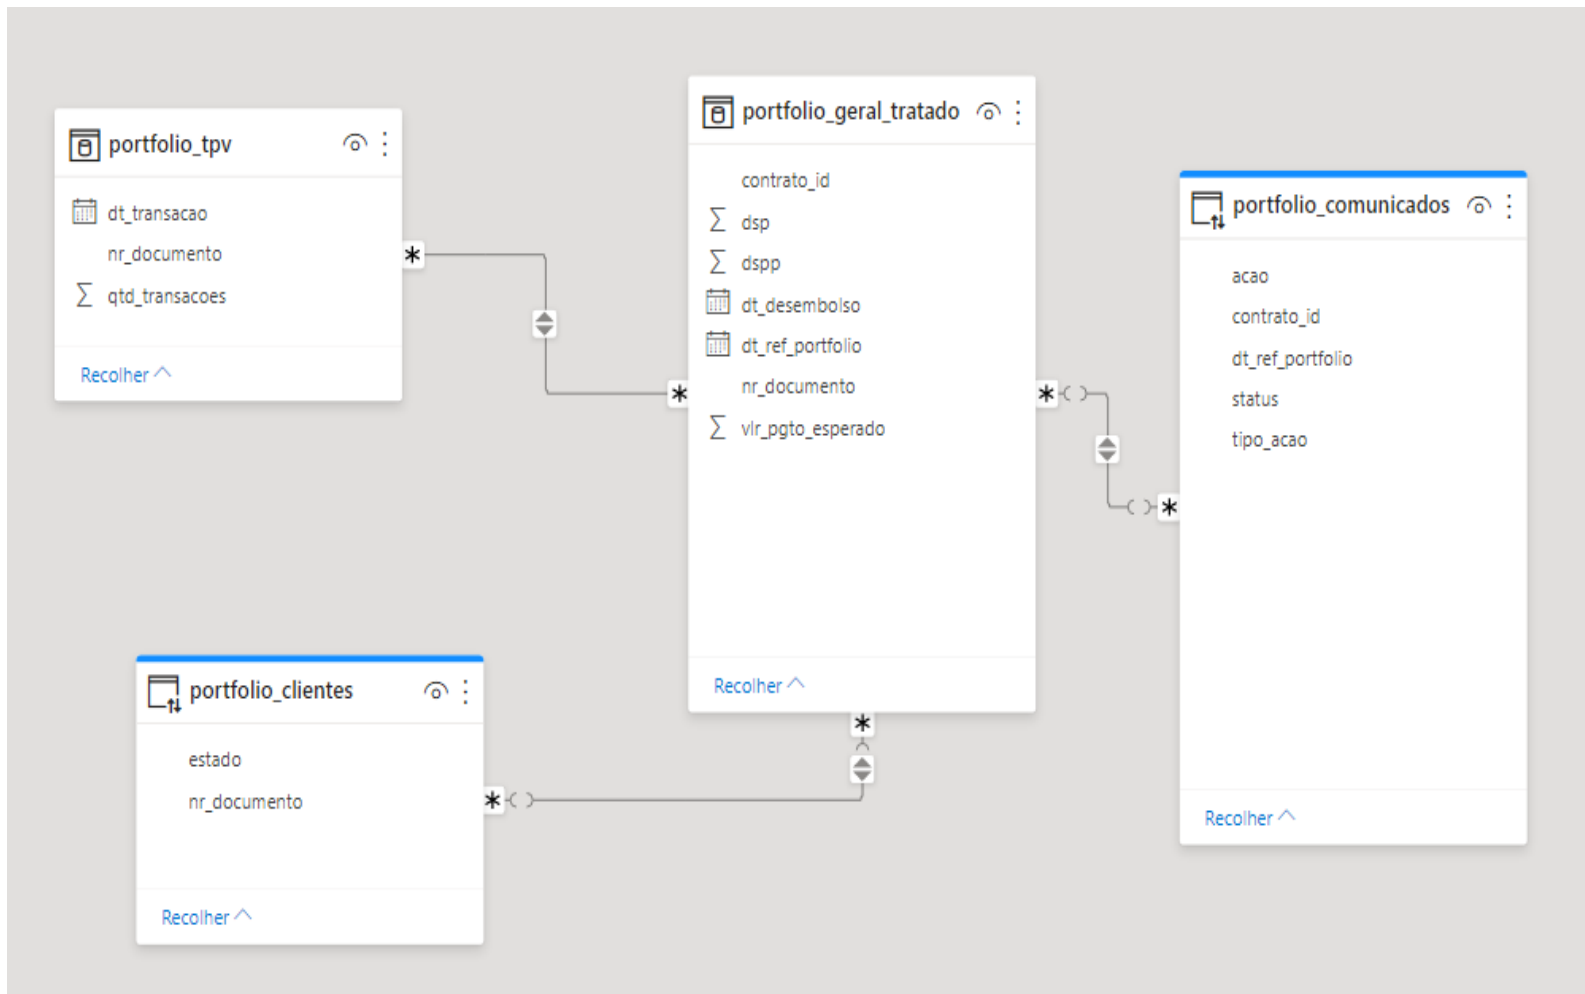 portfolio_tpv
dt_transacao
nr_documento
qtd_transacoes
Recolher
portfolio_geral_tratado
contrato_id
dsp
dspp
dt_desembolso
dt_ref_portfolio
nr_documento
vlr_pgto_esperado
Recolher
portfolio_comunicados
acao
contrato_id
dt_ref_portfolio
status
tipo_acao
Recolher
portfolio_clientes
estado
nr_documento
Recolher